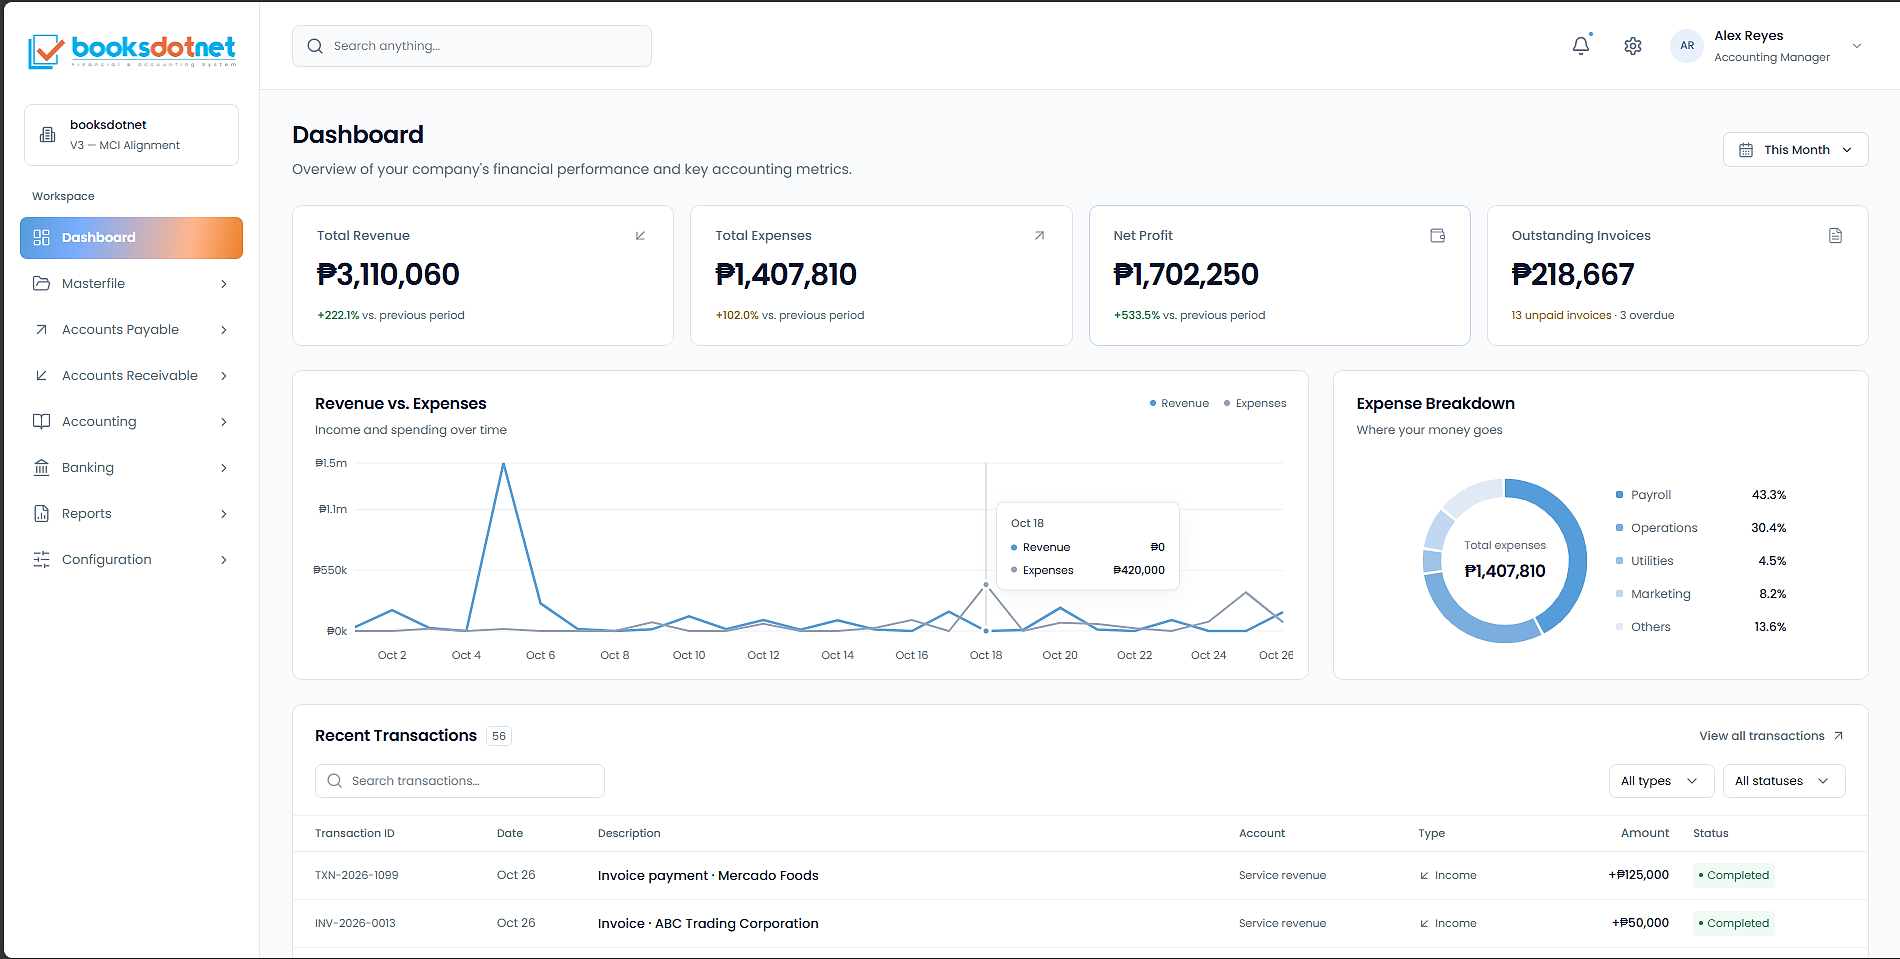 booksdotnet
Financial & Accounting System
Search anything...
AR
Alex Reyes
Accounting Manager
booksdotnet
V3 — MCI Alignment
Workspace
Dashboard
Masterfile
Accounts Payable
Accounts Receivable
Accounting
Banking
Reports
Configuration
Dashboard
Overview of your company's financial performance and key accounting metrics.
This Month
Total Revenue
₱3,110,060
+222.1% vs. previous period
Total Expenses
₱1,407,810
+102.0% vs. previous period
Net Profit
₱1,702,250
+533.5% vs. previous period
Outstanding Invoices
₱218,667
13 unpaid invoices · 3 overdue
Revenue vs. Expenses
Income and spending over time
Revenue Expenses
₱1.5m
₱1.1m
₱550k
₱0k
Oct 18
Revenue ₱0
Expenses ₱420,000
Oct 2 Oct 4 Oct 6 Oct 8 Oct 10 Oct 12 Oct 14 Oct 16 Oct 18 Oct 20 Oct 22 Oct 24 Oct 26
Expense Breakdown
Where your money goes
Total expenses
₱1,407,810
Payroll 43.3%
Operations 30.4%
Utilities 4.5%
Marketing 8.2%
Others 13.6%
Recent Transactions 56
View all transactions
Search transactions...
All types
All statuses
Transaction ID Date Description Account Type Amount Status
TXN-2026-1099 Oct 26 Invoice payment · Mercado Foods Service revenue Income +₱125,000 Completed
INV-2026-0013 Oct 26 Invoice · ABC Trading Corporation Service revenue Income +₱50,000 Completed